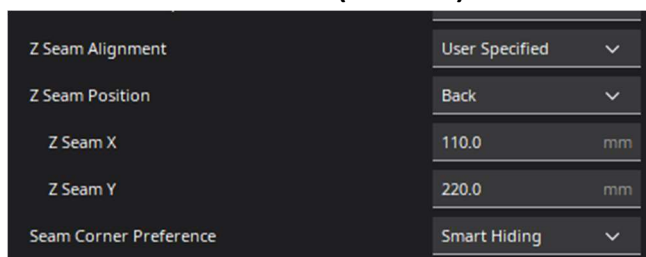 Z Seam Alignment User Specified
Z Seam Position Back
Z Seam X 110.0 mm
Z Seam Y 220.0 mm
Seam Corner Preference Smart Hiding